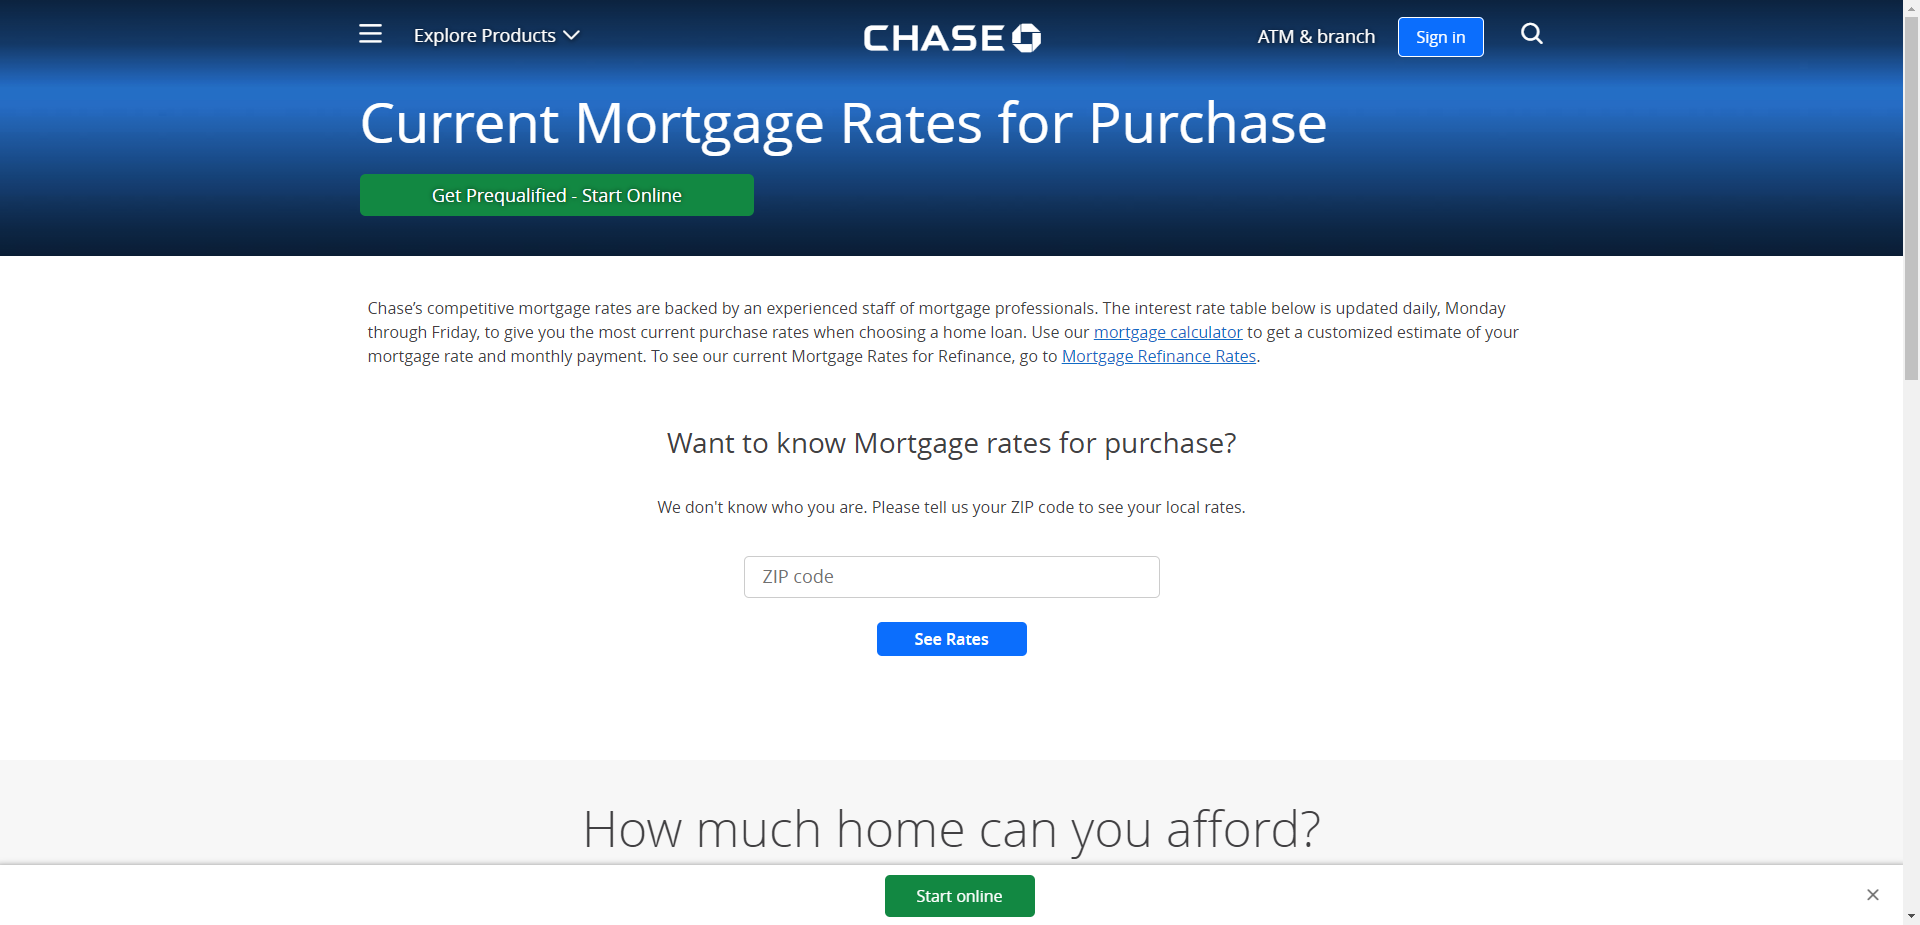 Explore Products
CHASE
ATM & branch
Sign in
Current Mortgage Rates for Purchase
Get Prequalified - Start Online
Chase’s competitive mortgage rates are backed by an experienced staff of mortgage professionals. The interest rate table below is updated daily, Monday
through Friday, to give you the most current purchase rates when choosing a home loan. Use our mortgage calculator to get a customized estimate of your
mortgage rate and monthly payment. To see our current Mortgage Rates for Refinance, go to Mortgage Refinance Rates.
Want to know Mortgage rates for purchase?
We don't know who you are. Please tell us your ZIP code to see your local rates.
ZIP code
See Rates
How much home can you afford?
Start online